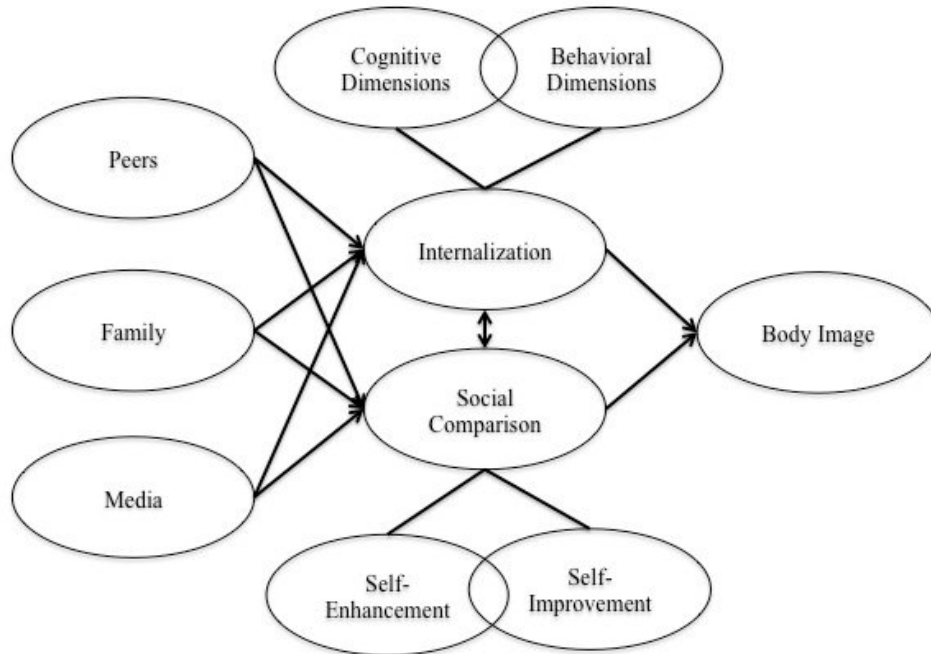 Cognitive
Dimensions
Behavioral
Dimensions
Peers
Internalization
Family
Body Image
Social
Comparison
Media
Self-
Enhancement
Self-
Improvement